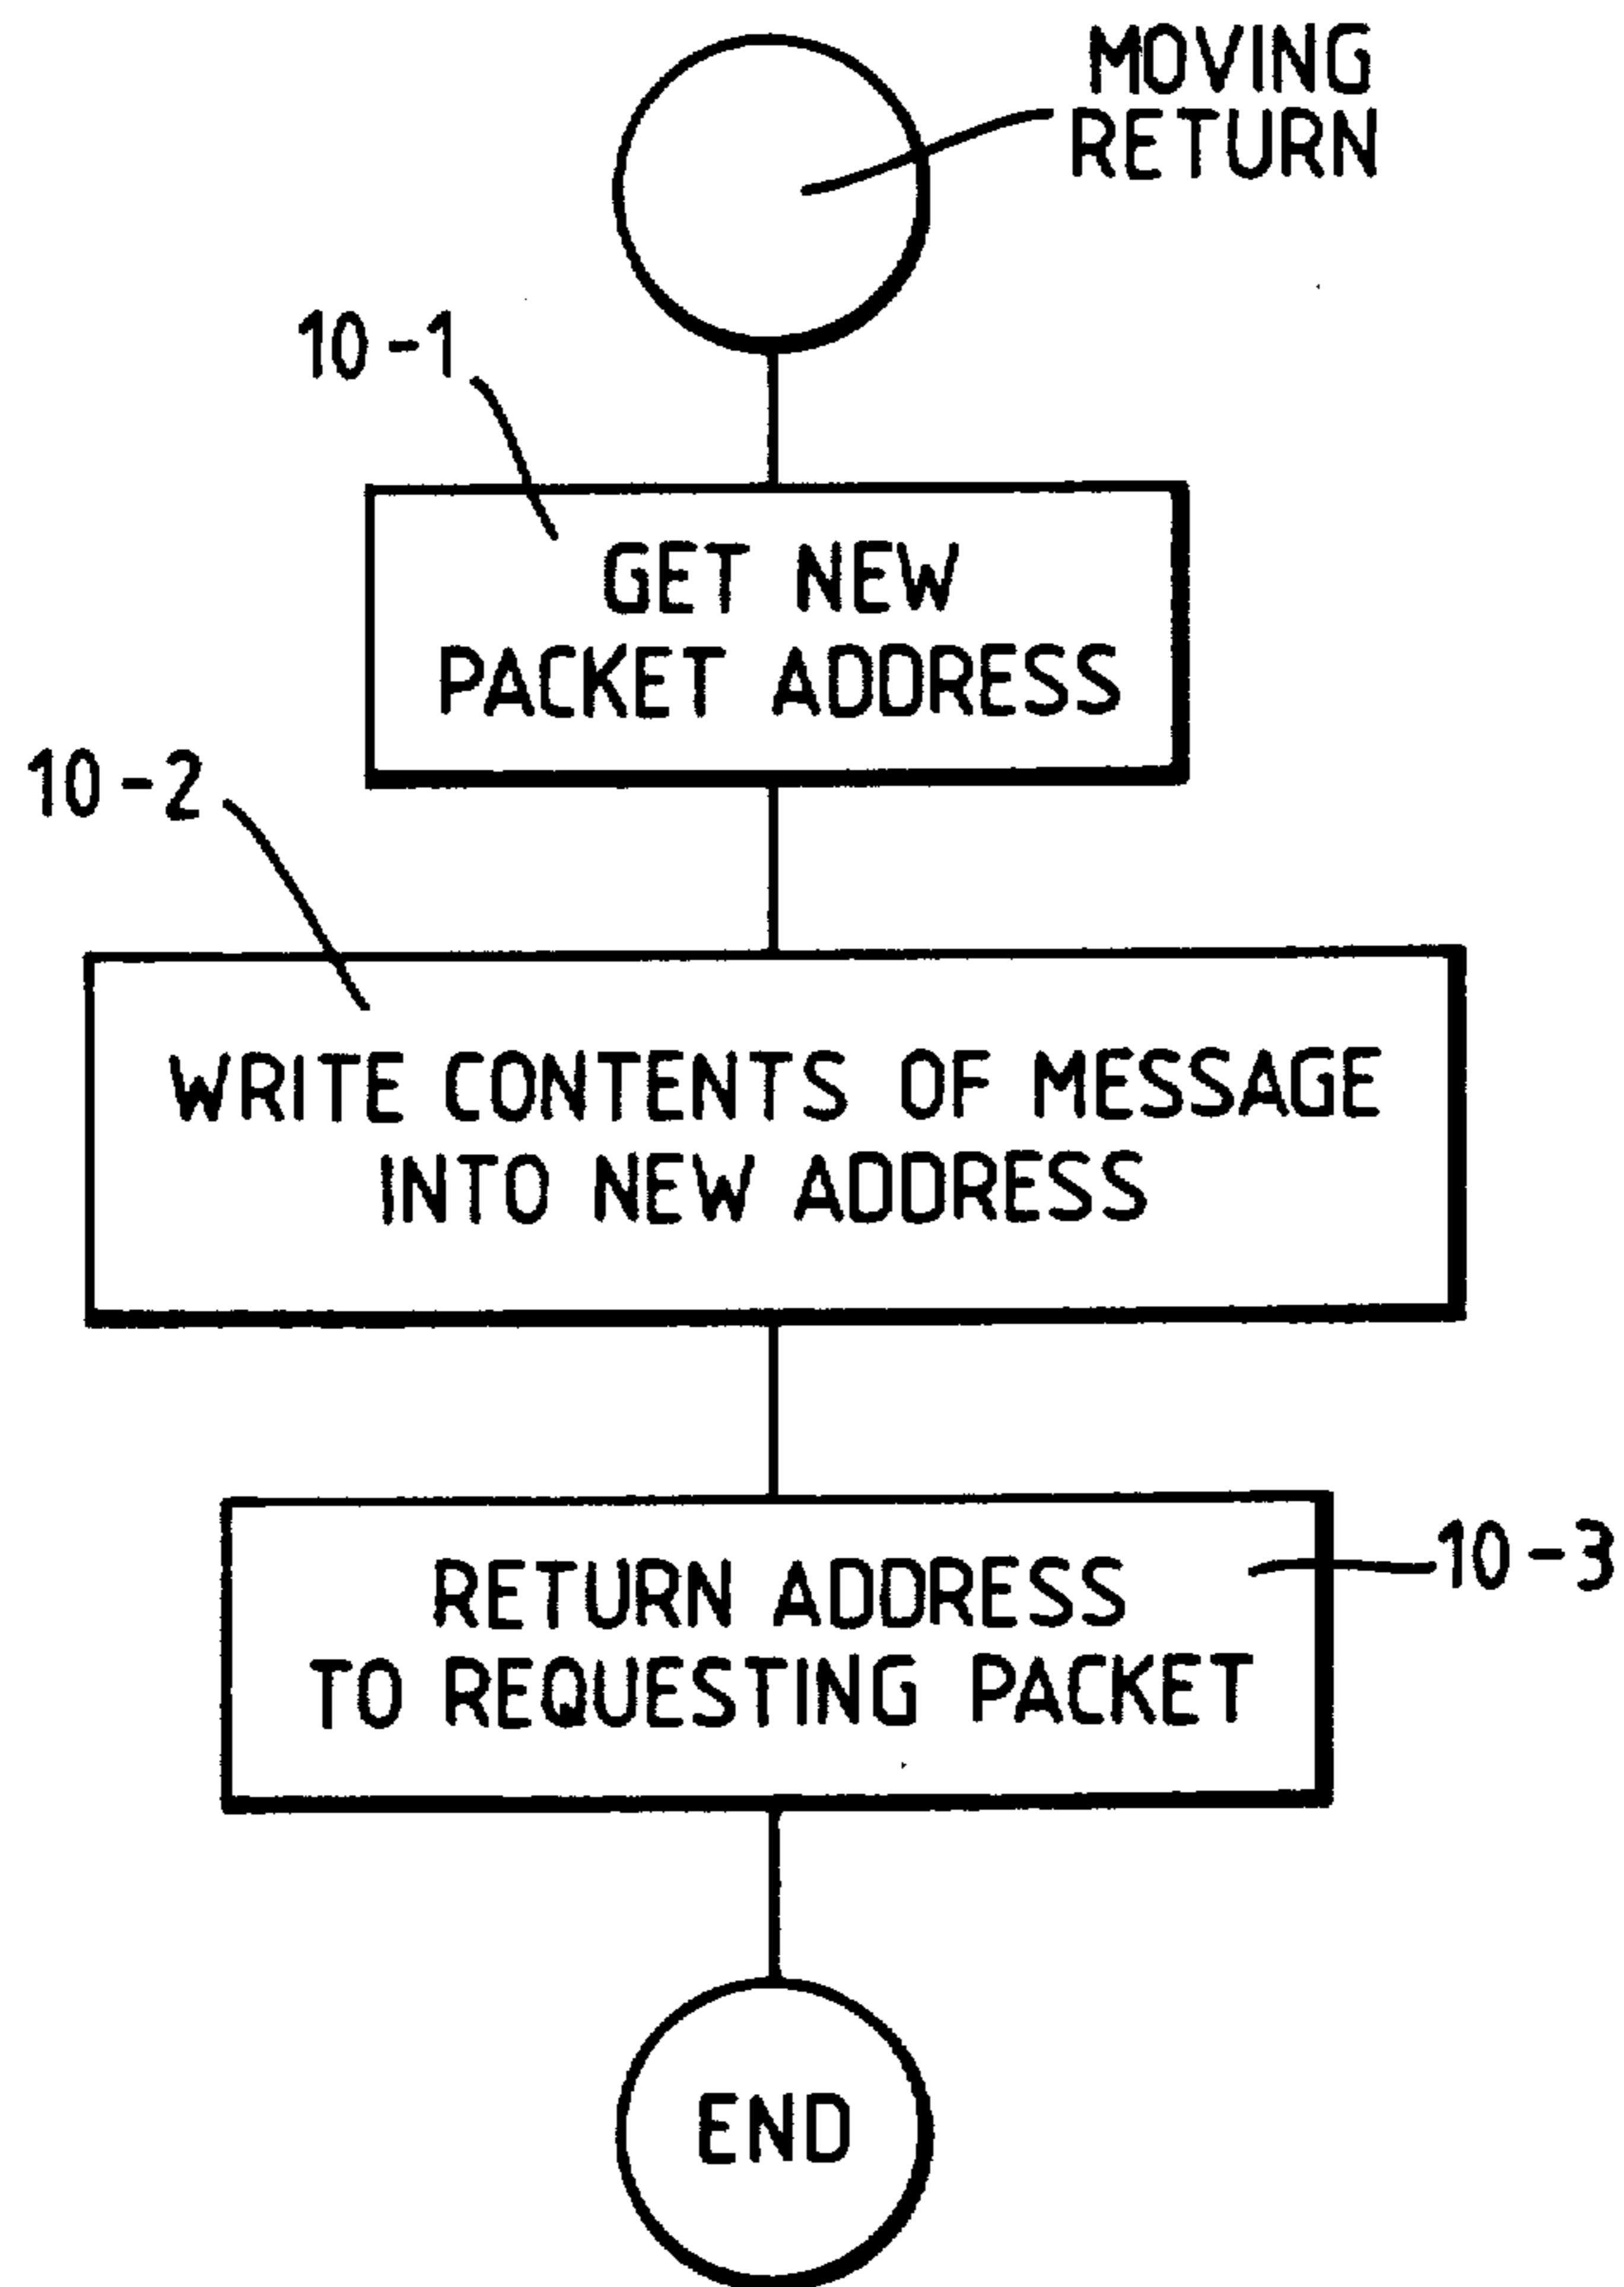 MOVING
RETURN
10-1
GET NEW
PACKET ADDRESS
10-2
WRITE CONTENTS OF MESSAGE
INTO NEW ADDRESS
10-3
RETURN ADDRESS
TO REQUESTING PACKET
END